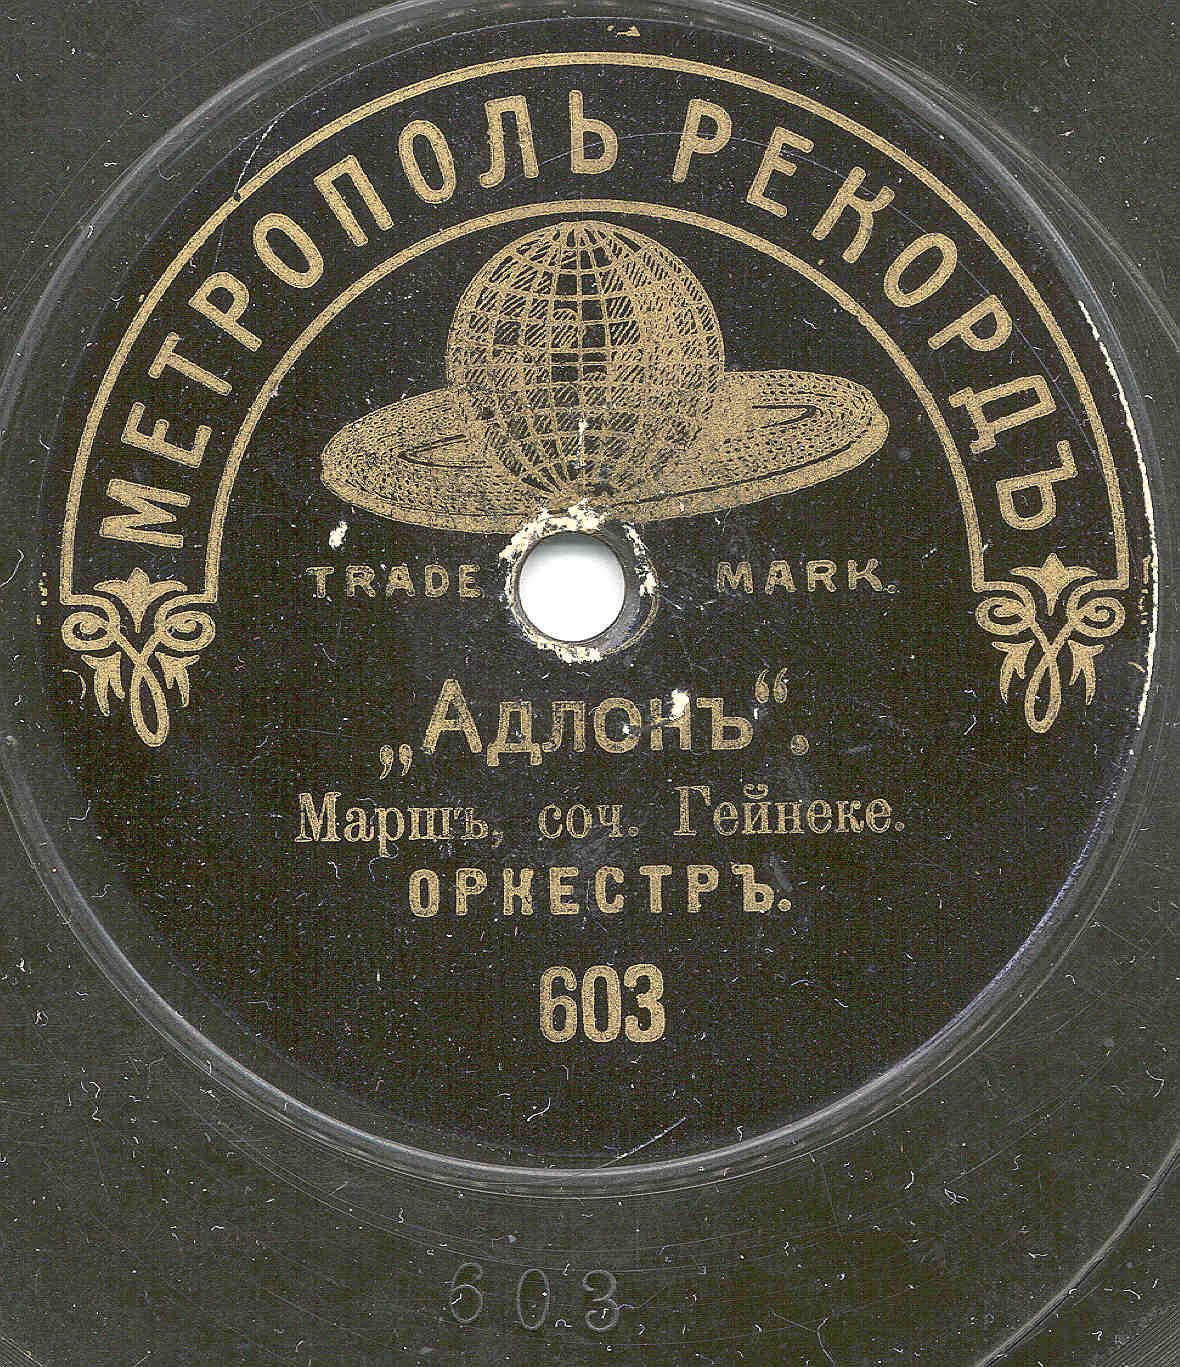 МЕТРОПОЛЬ РЕКОРДЪ
TRADE MARK.
„Адлонъ“.
Маршъ, соч. Гейнеке.
ОРКЕСТРЪ.
603
603